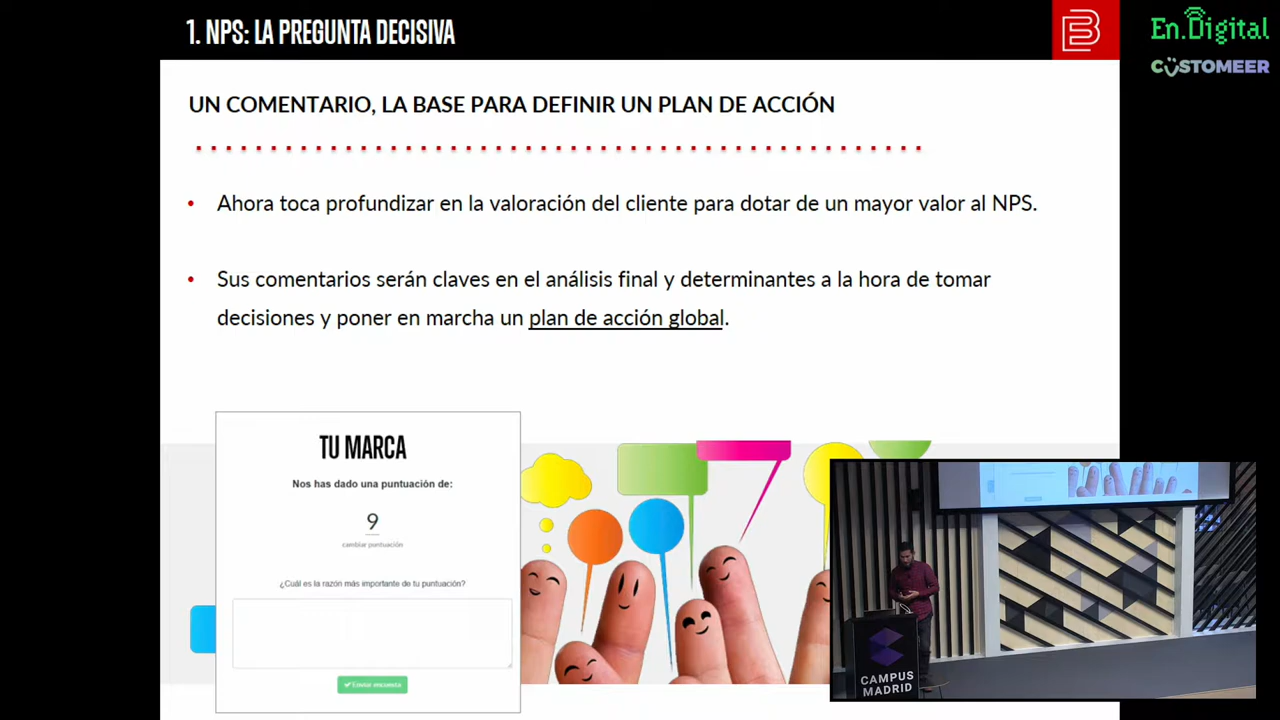 1. NPS: LA PREGUNTA DECISIVA
En.Digital
CUSTOMEER
UN COMENTARIO, LA BASE PARA DEFINIR UN PLAN DE ACCIÓN
• Ahora toca profundizar en la valoración del cliente para dotar de un mayor valor al NPS.
• Sus comentarios serán claves en el análisis final y determinantes a la hora de tomar
decisiones y poner en marcha un plan de acción global.
TU MARCA
Nos has dado una puntuación de:
9
cambiar puntuación
¿Cuál es la razón más importante de tu puntuación?
Enviar encuesta
CAMPUS
MADRID